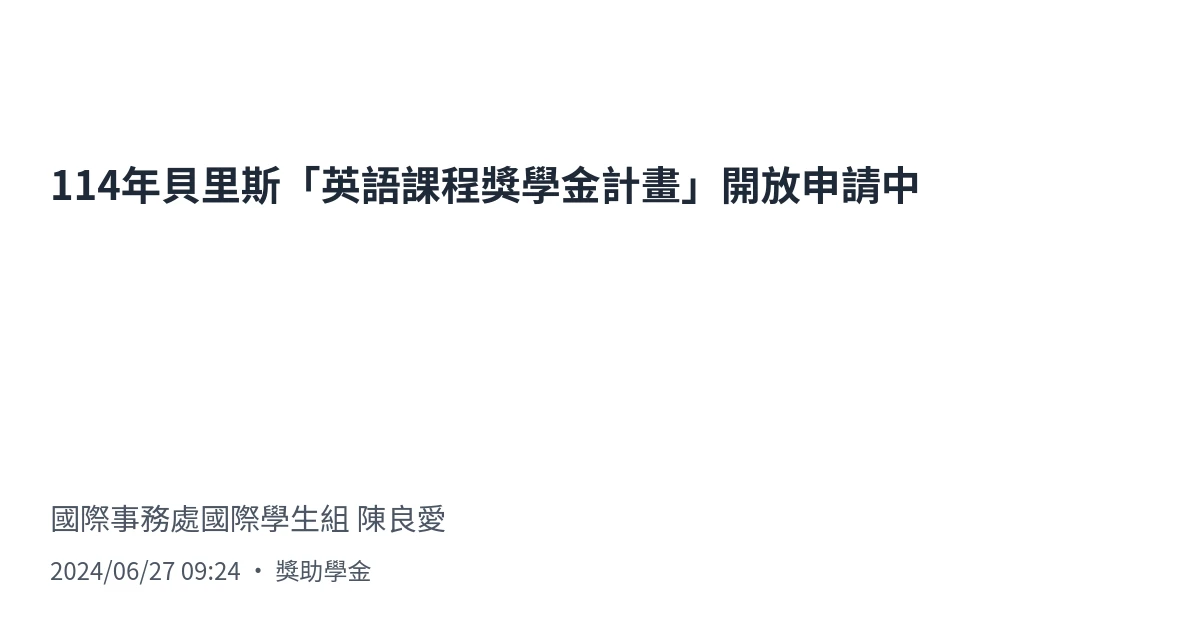 114年貝里斯「英語課程獎學金計畫」開放申請中
國際事務處國際學生組 陳良愛
2024/06/27 09:24 ・ 獎助學金